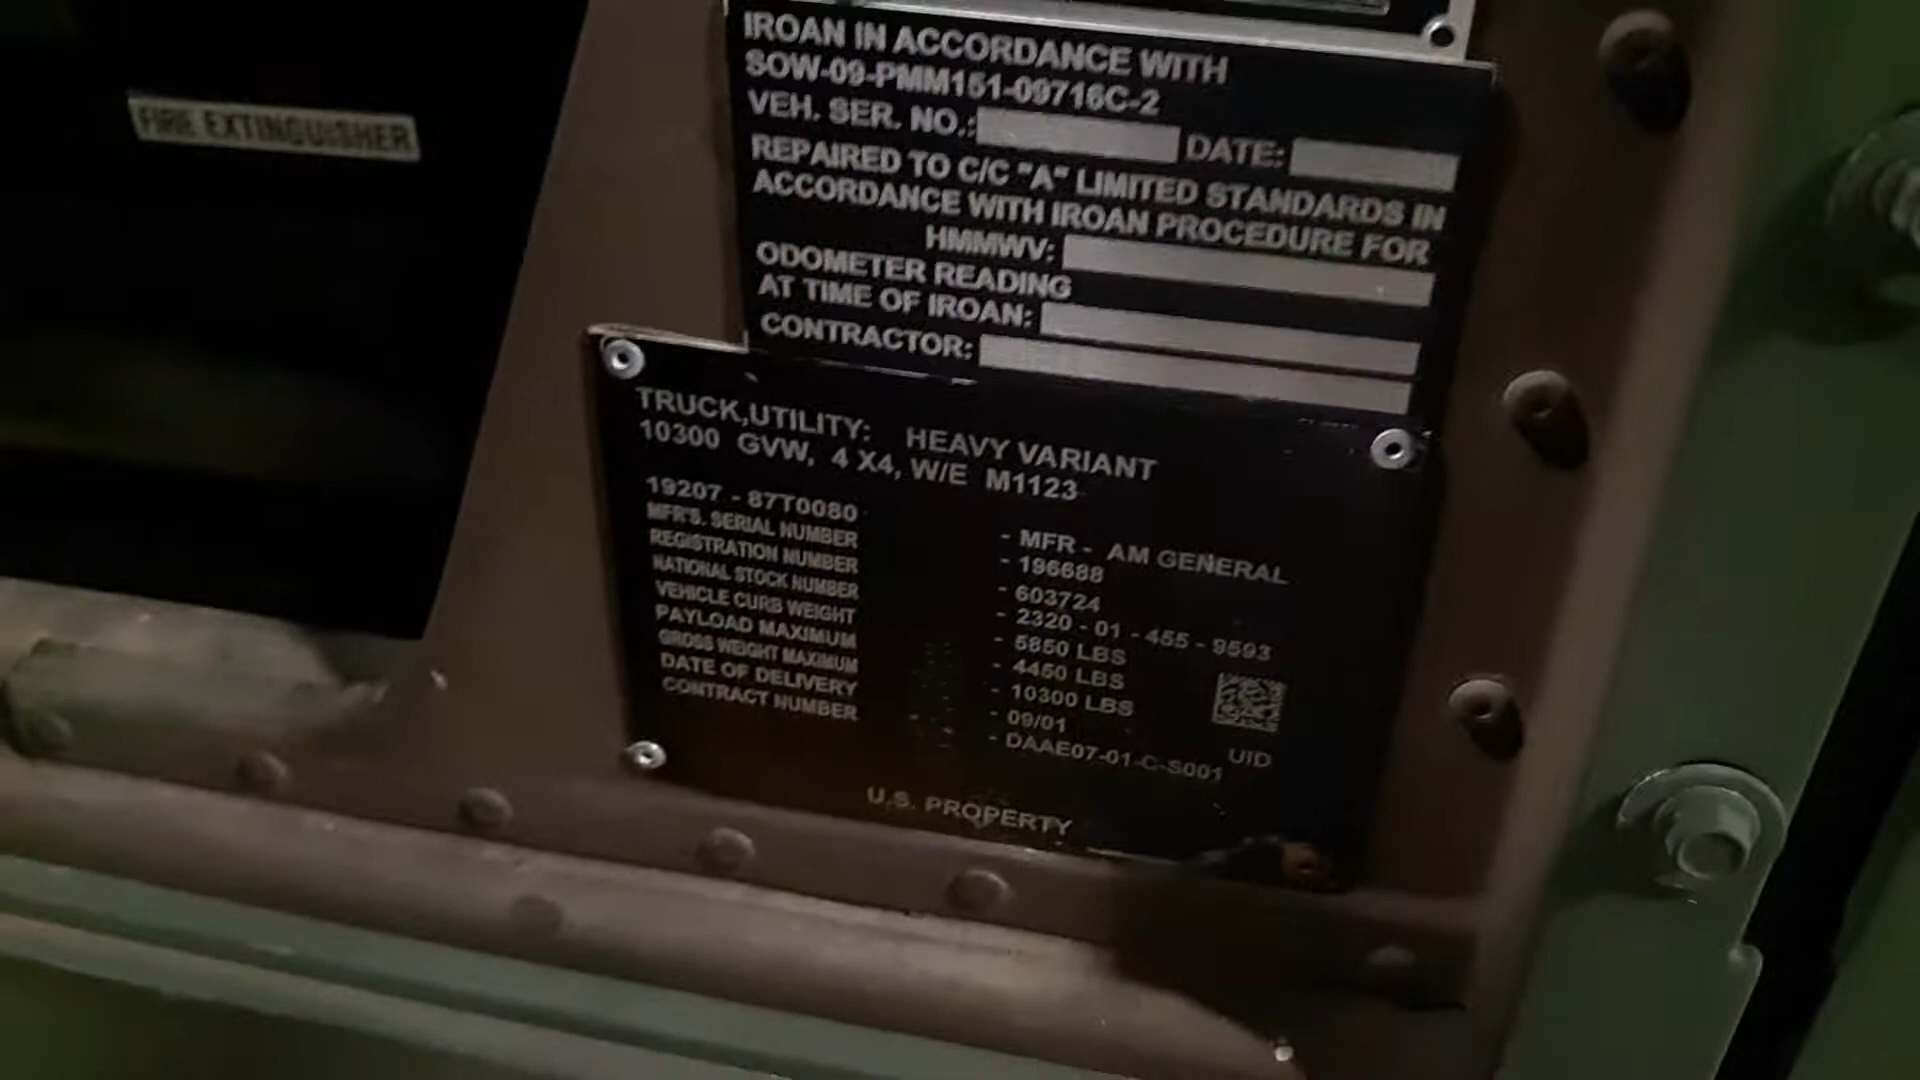 FIRE EXTINGUISHER
IROAN IN ACCORDANCE WITH
SOW-09-PMM151-09716C-2
VEH. SER. NO.: DATE:
REPAIRED TO C/C "A" LIMITED STANDARDS IN
ACCORDANCE WITH IROAN PROCEDURE FOR
HMMWV:
ODOMETER READING
AT TIME OF IROAN:
CONTRACTOR:
TRUCK,UTILITY: HEAVY VARIANT
10300 GVW, 4 X4, W/E M1123
19207 - 87T0080 - MFR - AM GENERAL
MFR'S. SERIAL NUMBER - 196688
REGISTRATION NUMBER - 603724
NATIONAL STOCK NUMBER - 2320 - 01 - 455 - 9593
VEHICLE CURB WEIGHT - 5850 LBS
PAYLOAD MAXIMUM - 4450 LBS
GROSS WEIGHT MAXIMUM - 10300 LBS
DATE OF DELIVERY - 09/01
CONTRACT NUMBER - DAAE07-01-C-S001
UID
U.S. PROPERTY